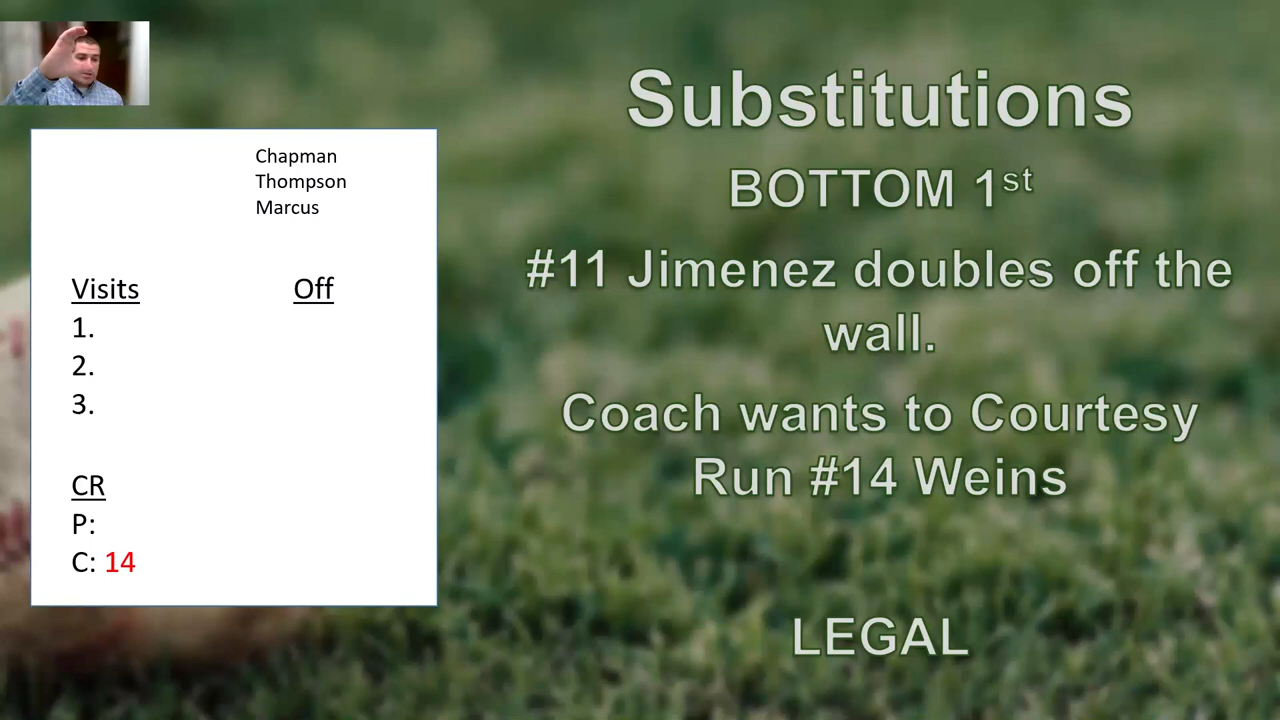 Chapman
Thompson
Marcus
Visits Off
1.
2.
3.
CR
P:
C: 14
Substitutions
BOTTOM 1st
#11 Jimenez doubles off the
wall.
Coach wants to Courtesy
Run #14 Weins
LEGAL